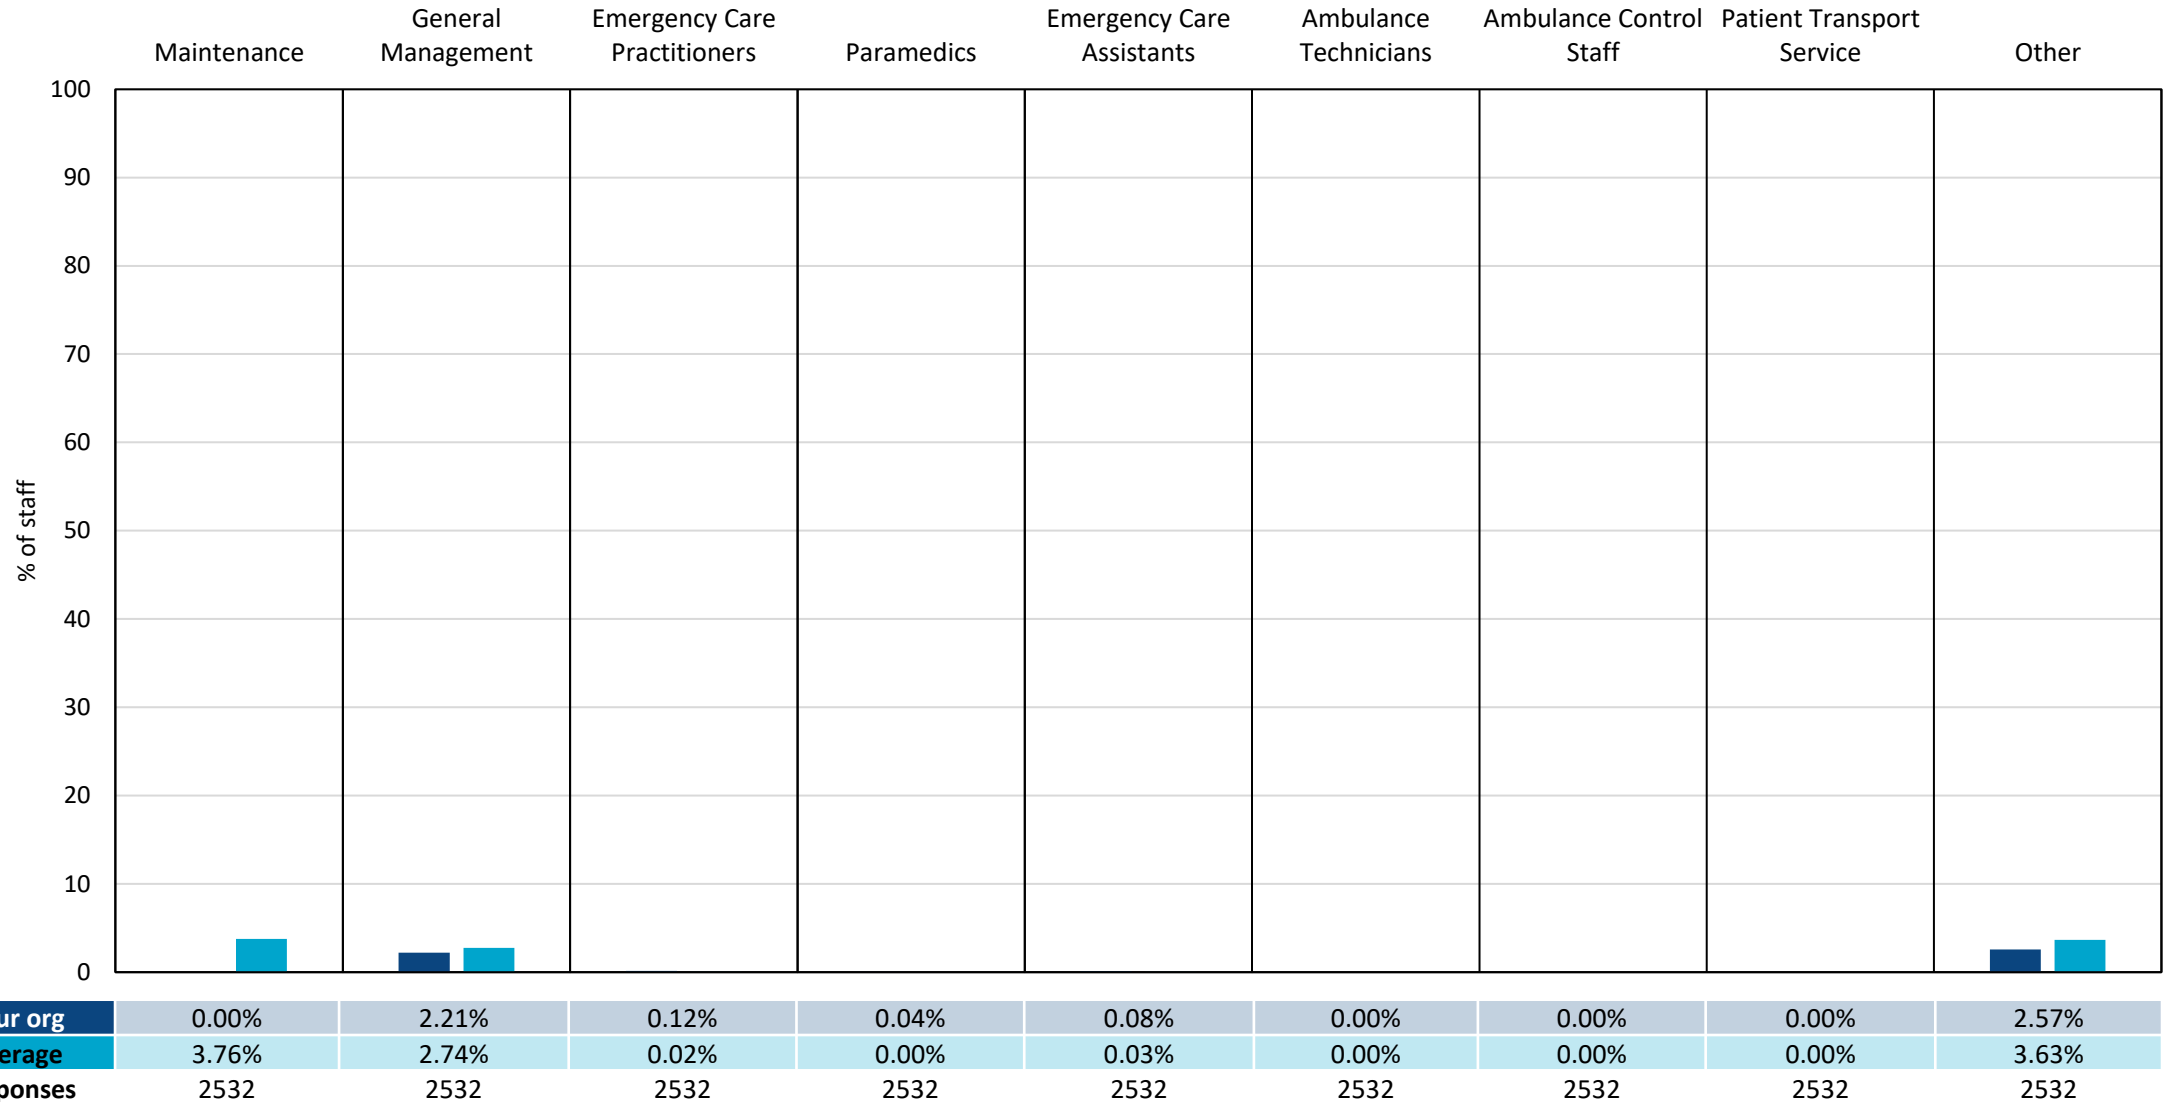 Maintenance
General
Management
Emergency Care
Practitioners
Paramedics
Emergency Care
Assistants
Ambulance
Technicians
Ambulance Control
Staff
Patient Transport
Service
Other
% of staff
100
90
80
70
60
50
40
30
20
10
0
ur org 0.00% 2.21% 0.12% 0.04% 0.08% 0.00% 0.00% 0.00% 2.57%
erage 3.76% 2.74% 0.02% 0.00% 0.03% 0.00% 0.00% 0.00% 3.63%
ponses 2532 2532 2532 2532 2532 2532 2532 2532 2532